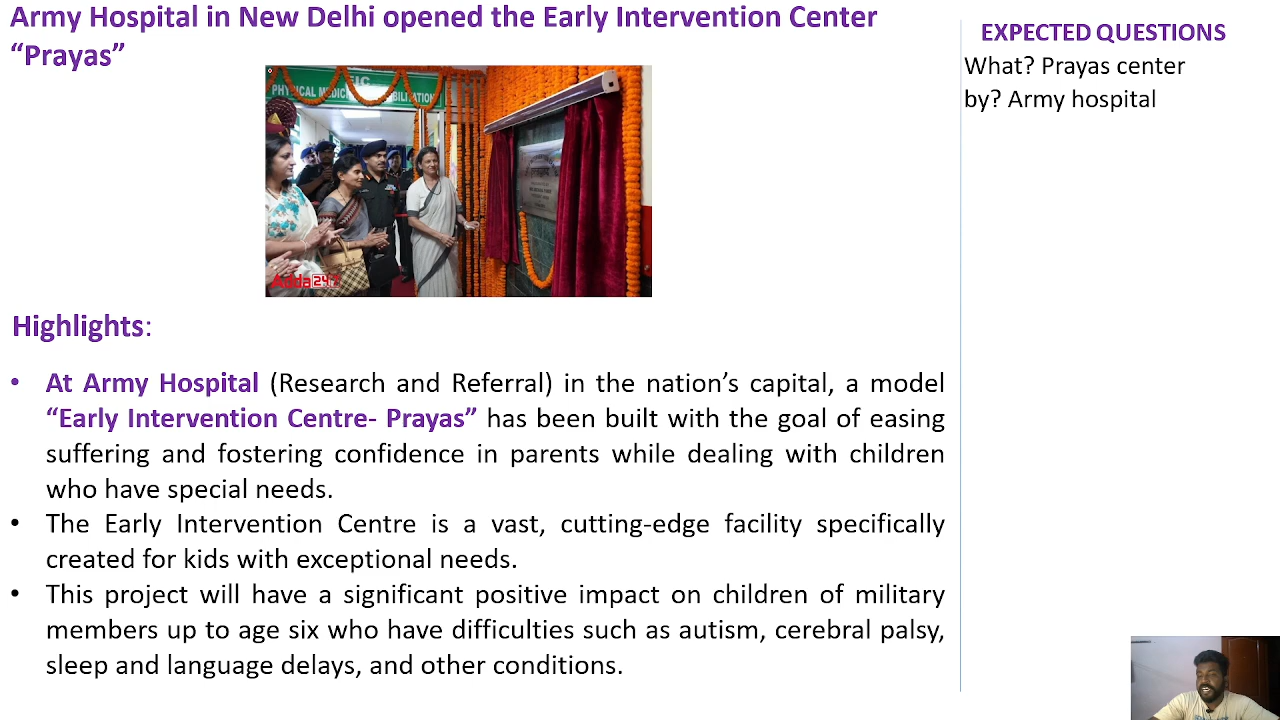 Army Hospital in New Delhi opened the Early Intervention Center
“Prayas”
EXPECTED QUESTIONS
What? Prayas center
by? Army hospital
EIC
PHYSICAL MEDICINE
Adda247
Highlights:
• At Army Hospital (Research and Referral) in the nation’s capital, a model
“Early Intervention Centre- Prayas” has been built with the goal of easing
suffering and fostering confidence in parents while dealing with children
who have special needs.
• The Early Intervention Centre is a vast, cutting-edge facility specifically
created for kids with exceptional needs.
• This project will have a significant positive impact on children of military
members up to age six who have difficulties such as autism, cerebral palsy,
sleep and language delays, and other conditions.